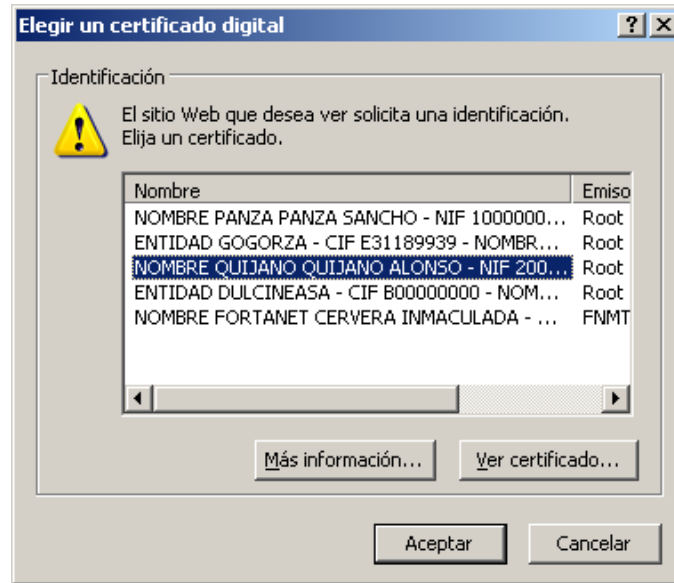 Elegir un certificado digital
Identificación
El sitio Web que desea ver solicita una identificación.
Elija un certificado.
Nombre Emiso
NOMBRE PANZA PANZA SANCHO - NIF 1000000... Root
ENTIDAD GOGORZA - CIF E31189939 - NOMBR... Root
NOMBRE QUIJANO QUIJANO ALONSO - NIF 200... Root
ENTIDAD DULCINEASA - CIF B00000000 - NOM... Root
NOMBRE FORTANET CERVERA INMACULADA - ... FNMT
Más información... Ver certificado...
Aceptar Cancelar